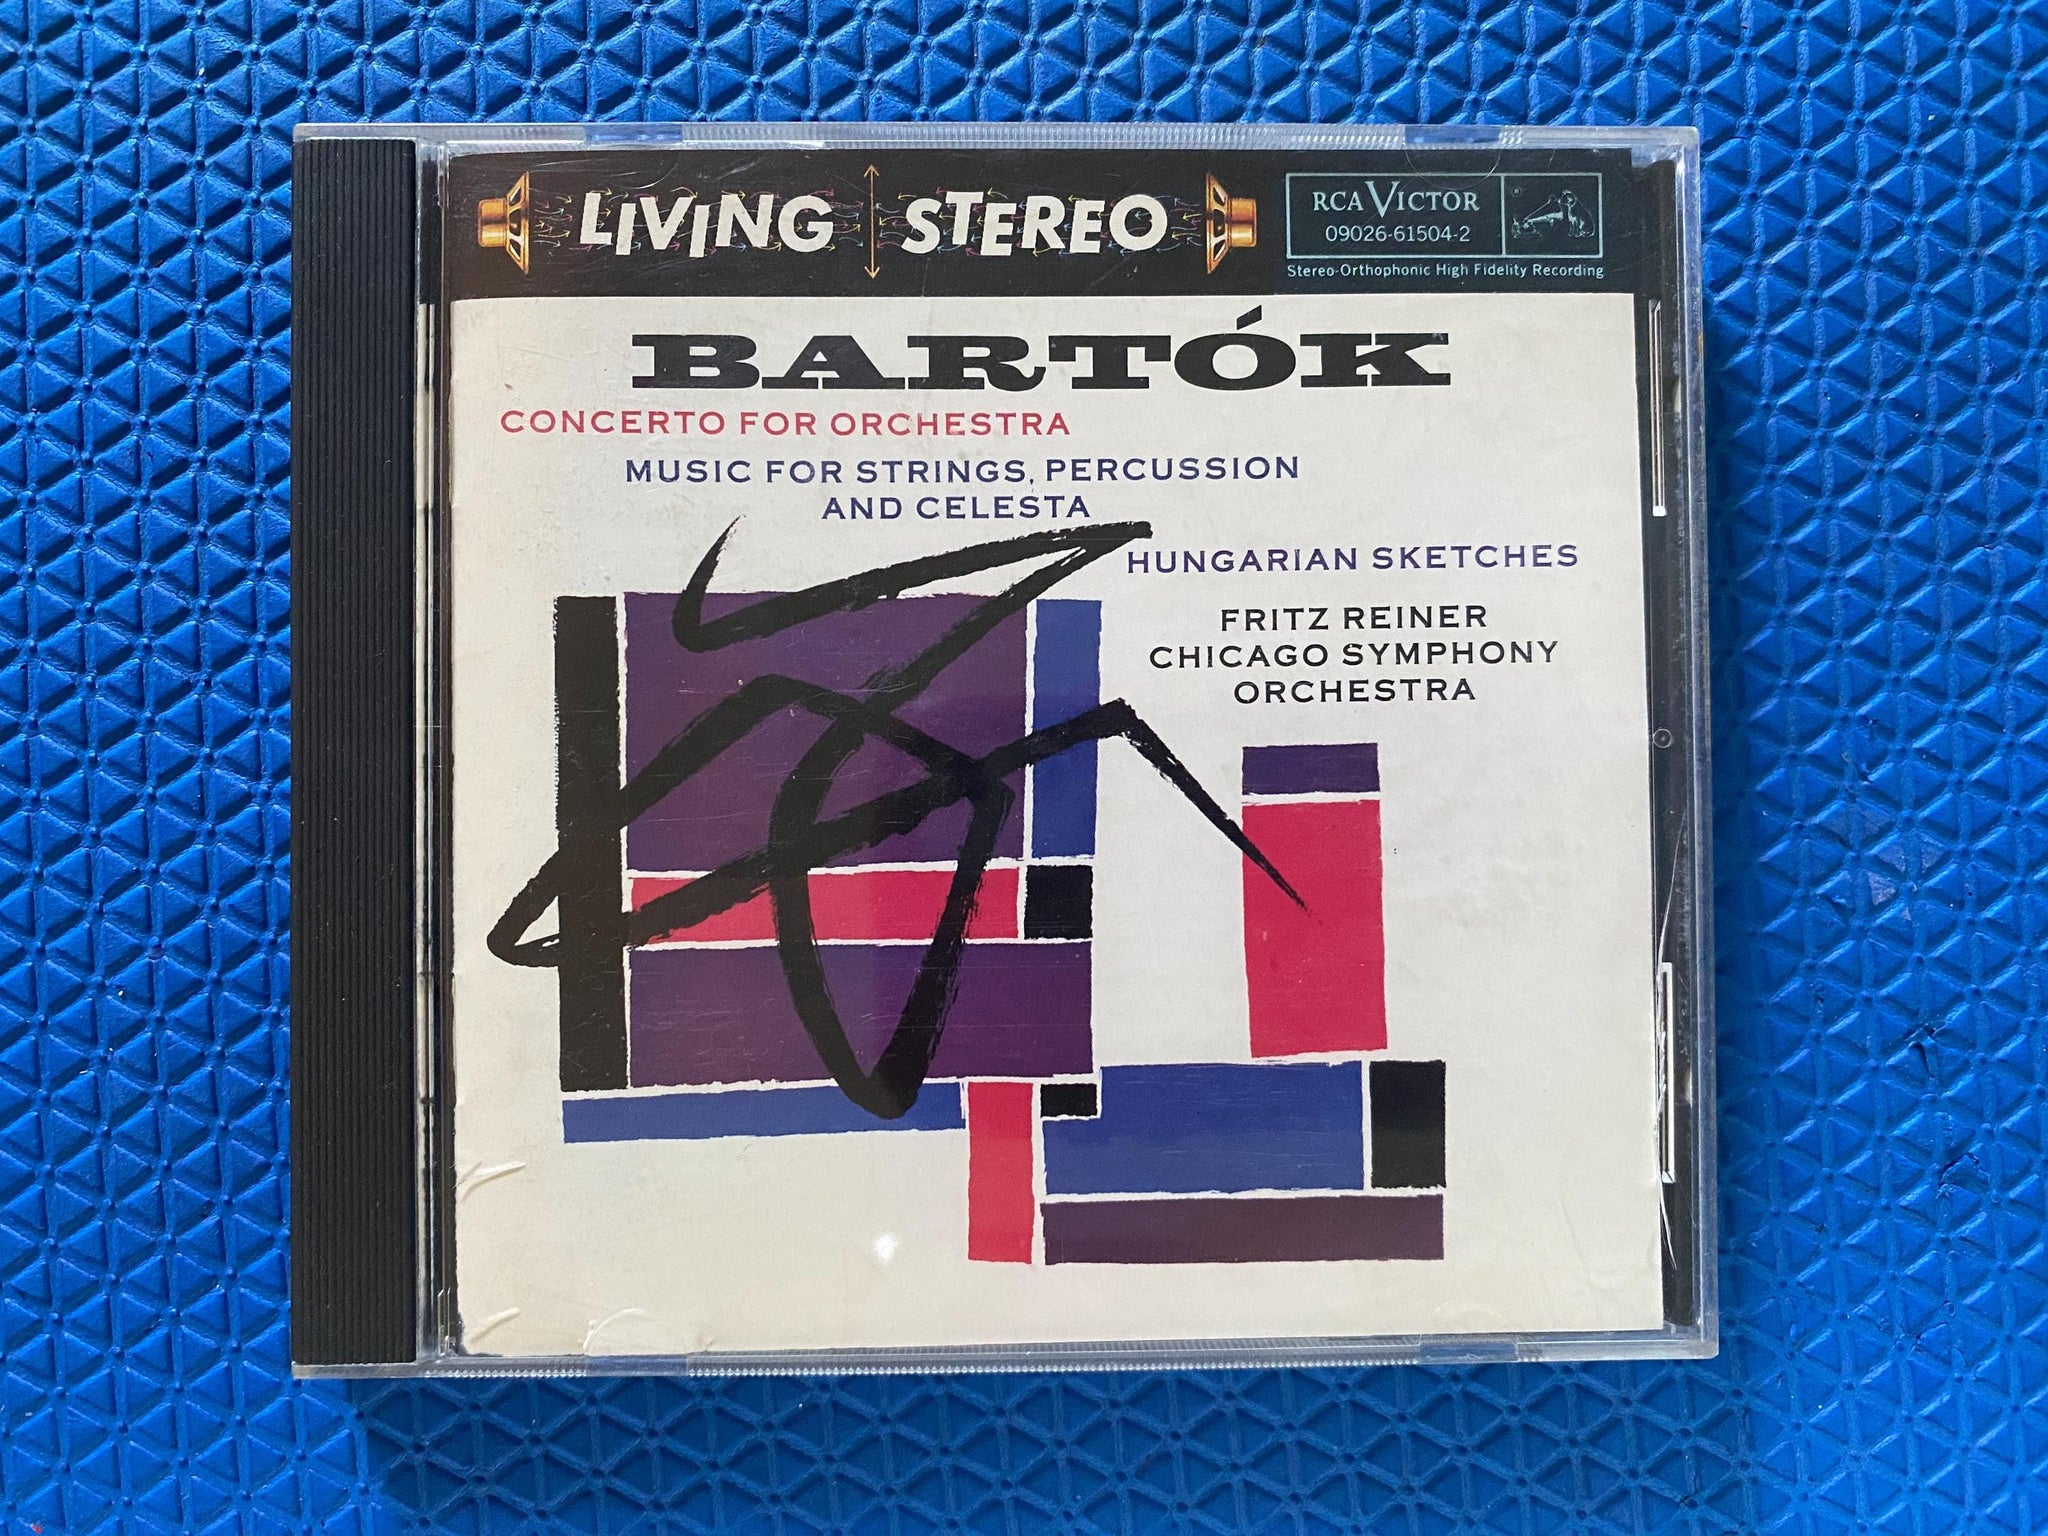 LIVING STEREO
RCA VICTOR
09026-61504-2
Stereo-Orthophonic High Fidelity Recording
BARTÓK
CONCERTO FOR ORCHESTRA
MUSIC FOR STRINGS, PERCUSSION
AND CELESTA
HUNGARIAN SKETCHES
FRITZ REINER
CHICAGO SYMPHONY
ORCHESTRA